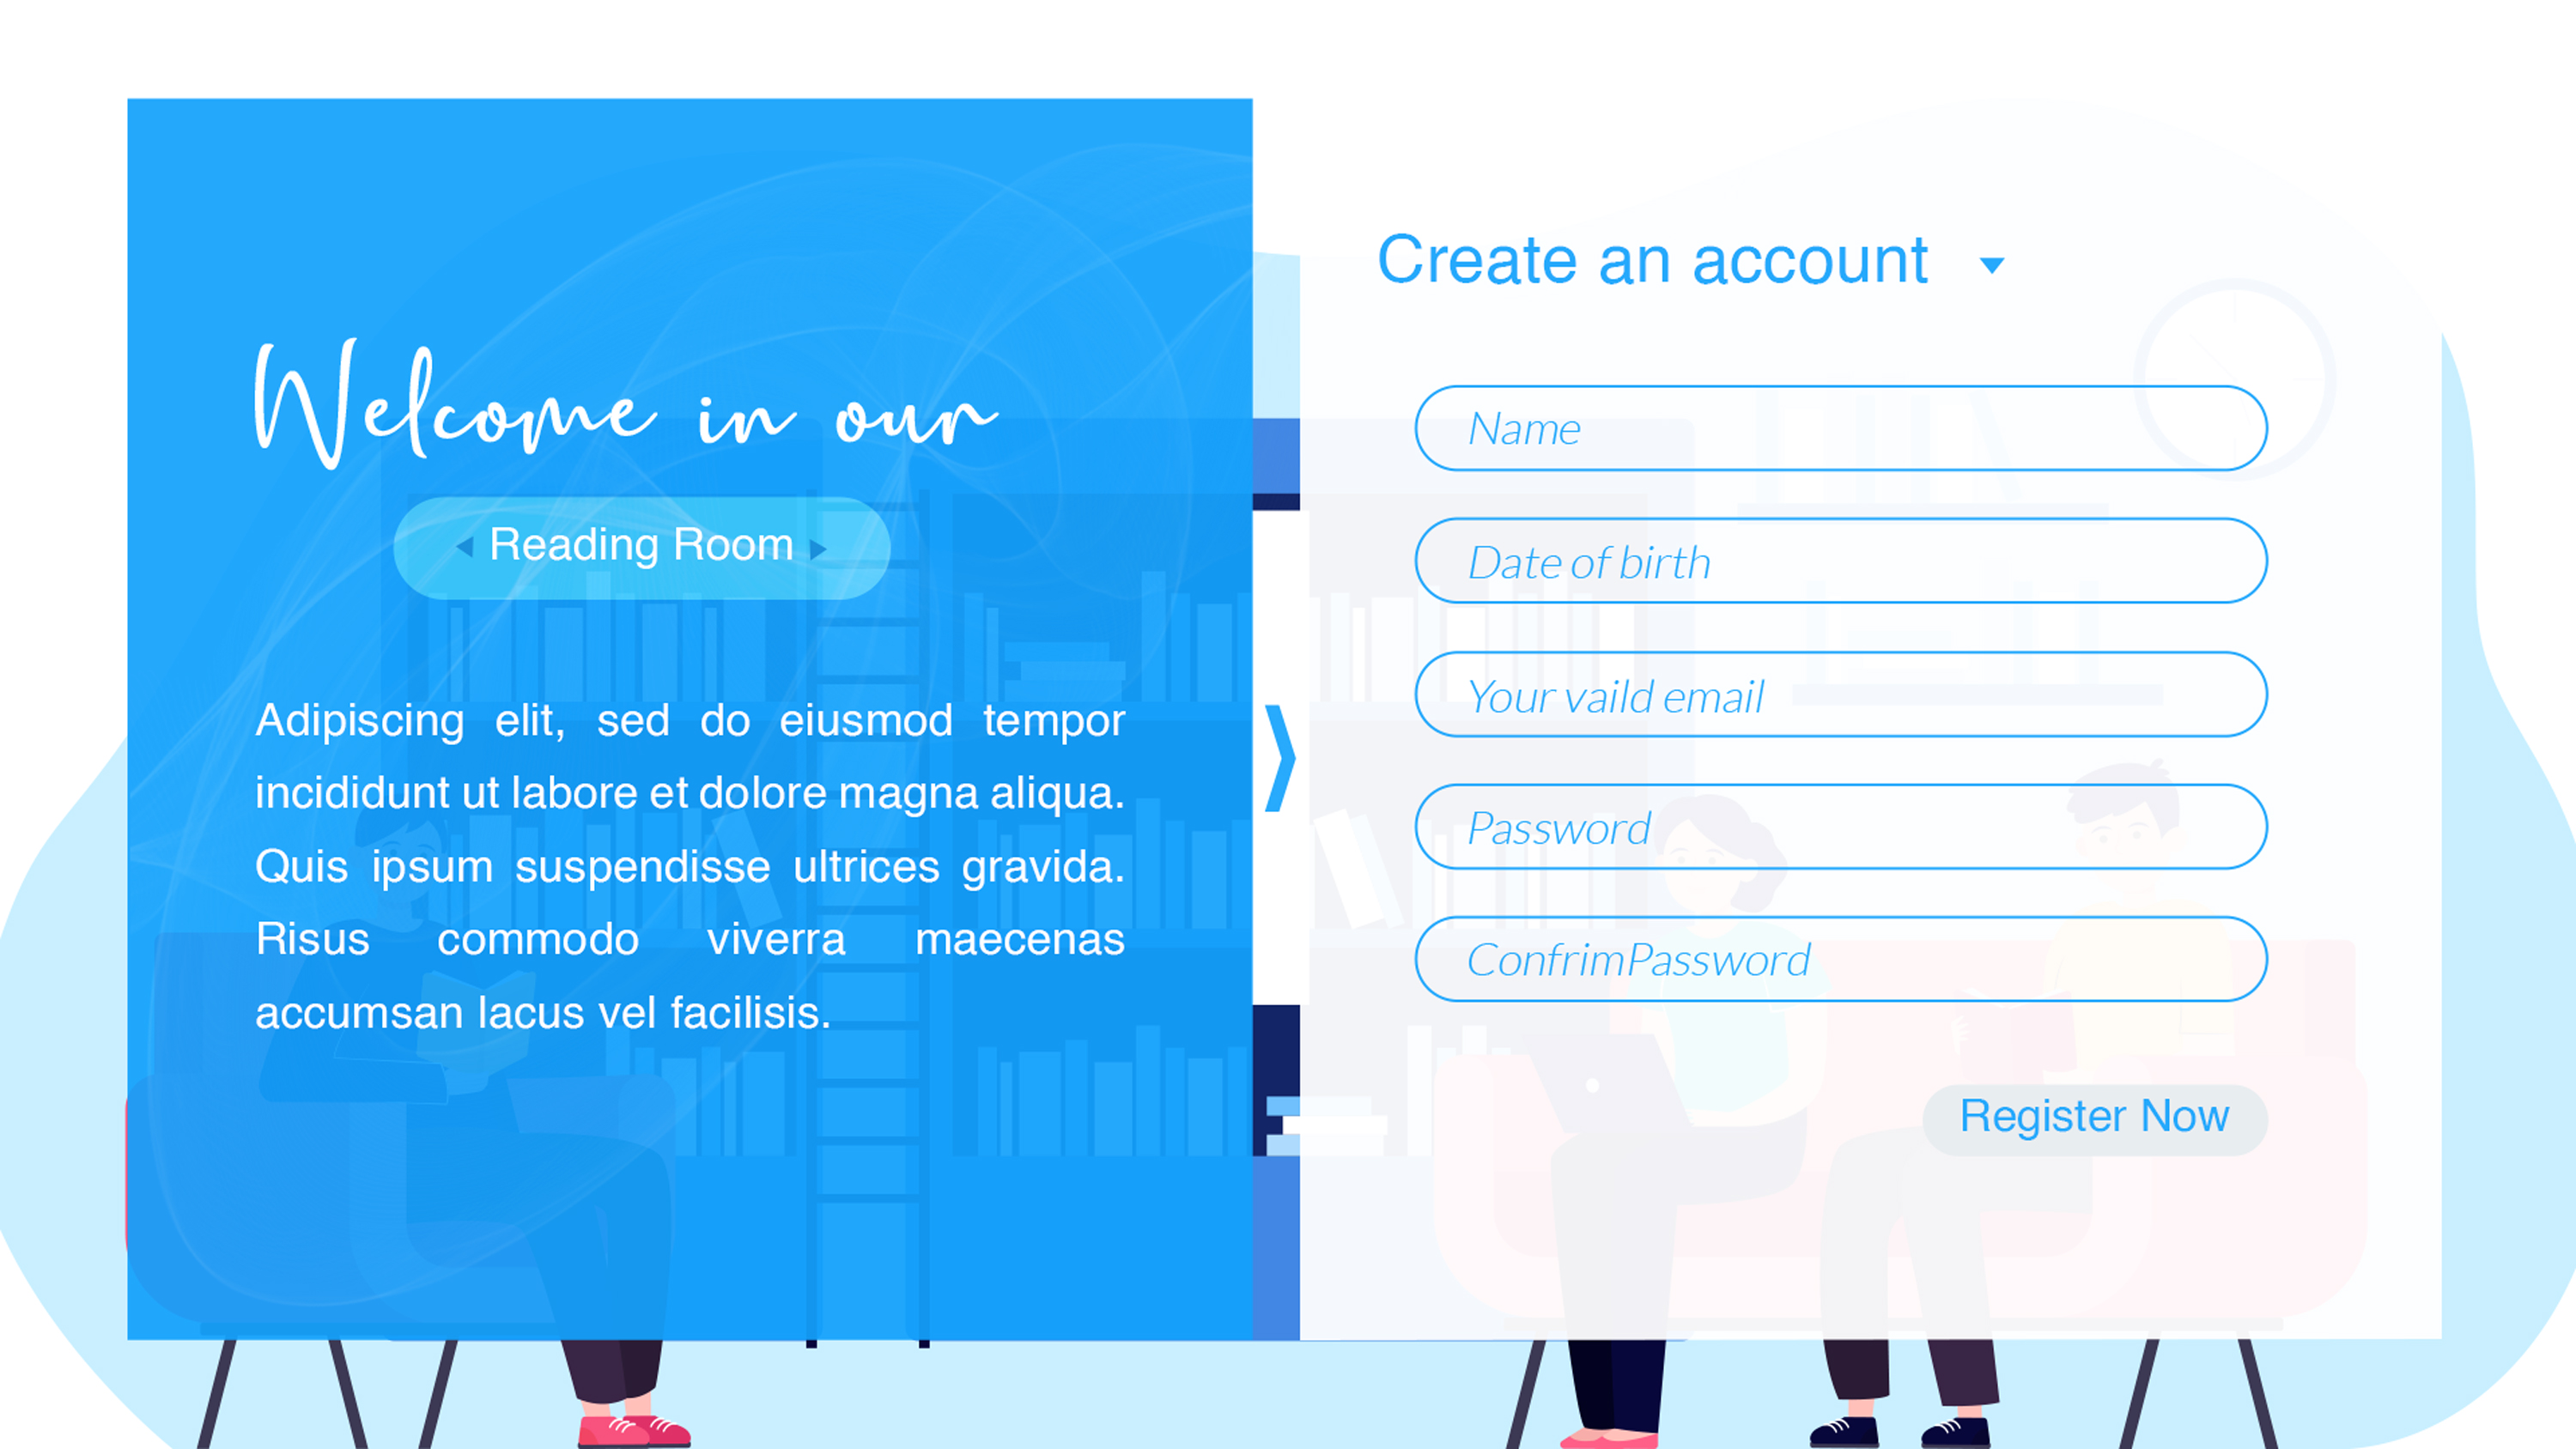 Welcome in our
Reading Room
Adipiscing elit, sed do eiusmod tempor
incididunt ut labore et dolore magna aliqua.
Quis ipsum suspendisse ultrices gravida.
Risus commodo viverra maecenas
accumsan lacus vel facilisis.
Create an account
Name
Date of birth
Your vaild email
Password
ConfrimPassword
Register Now